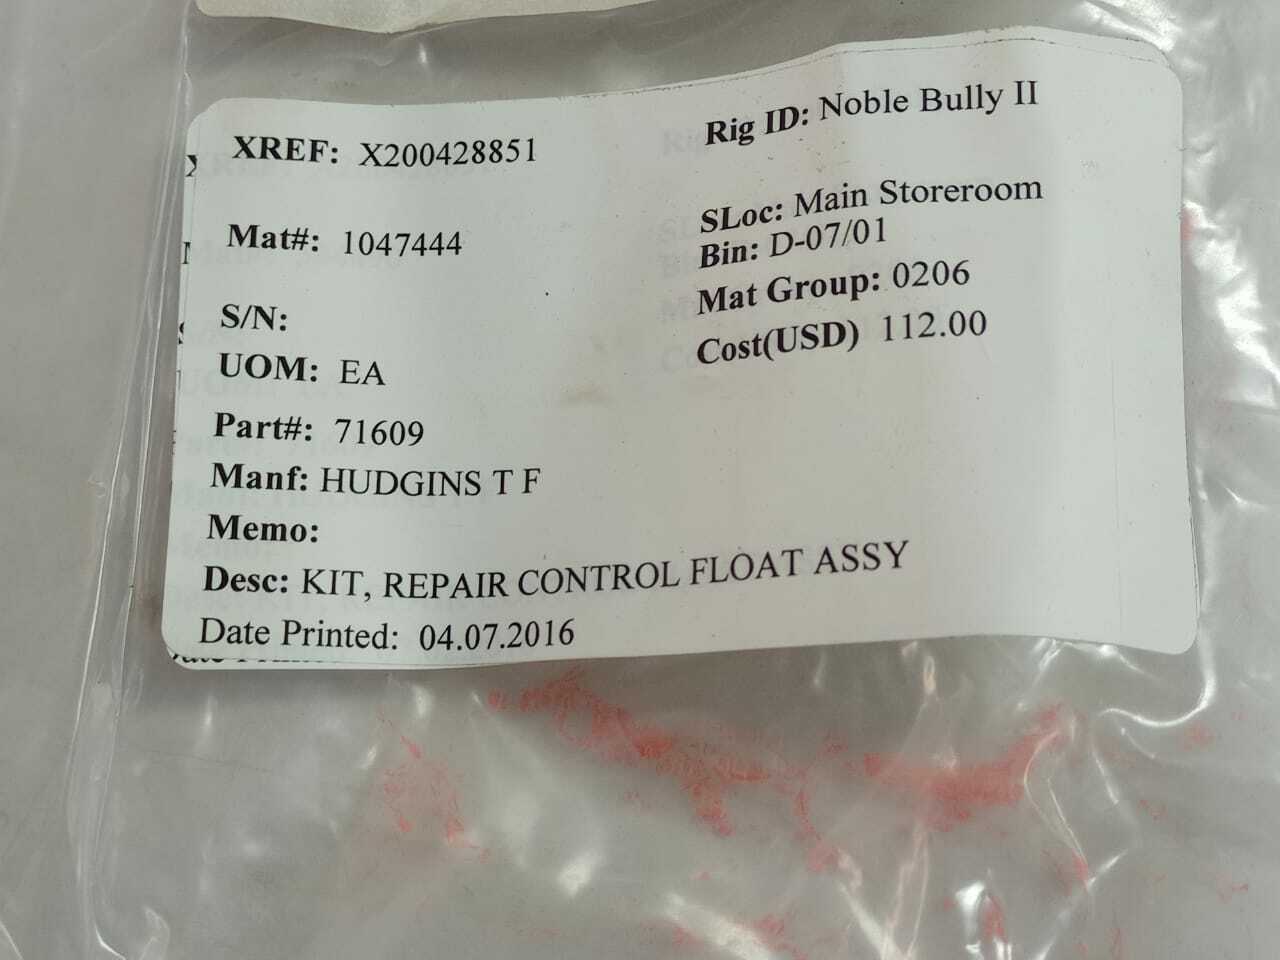 XREF: X200428851
Rig ID: Noble Bully II
Mat#: 1047444
SLoc: Main Storeroom
Bin: D-07/01
Mat Group: 0206
S/N:
Cost(USD) 112.00
UOM: EA
Part#: 71609
Manf: HUDGINS T F
Memo:
Desc: KIT, REPAIR CONTROL FLOAT ASSY
Date Printed: 04.07.2016